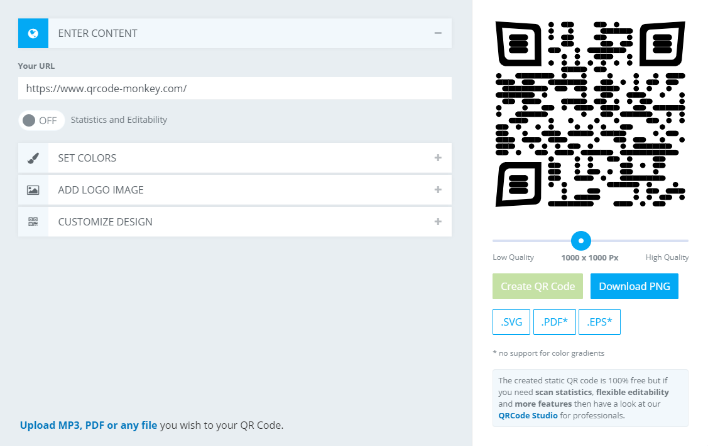 ENTER CONTENT
Your URL
https://www.qrcode-monkey.com/
OFF Statistics and Editability
SET COLORS
ADD LOGO IMAGE
CUSTOMIZE DESIGN
Upload MP3, PDF or any file you wish to your QR Code.
Low Quality 1000 x 1000 Px High Quality
Create QR Code Download PNG
.SVG .PDF* .EPS*
* no support for color gradients
The created static QR code is 100% free but if
you need scan statistics, flexible editability
and more features then have a look at our
QRCode Studio for professionals.